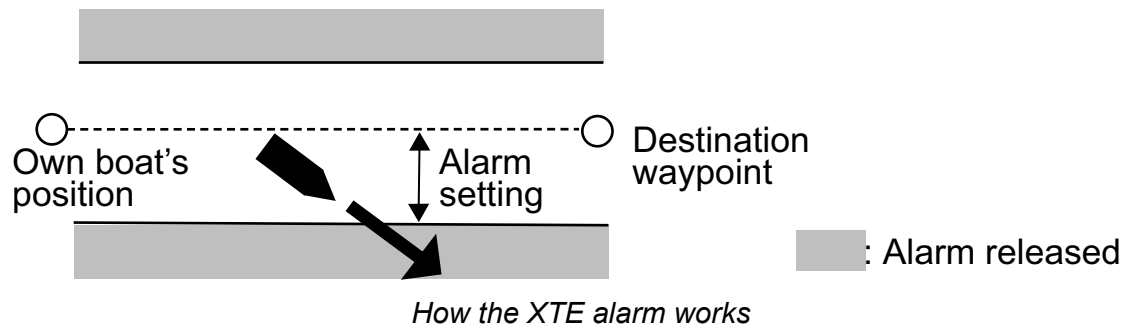 Own boat’s
position
Alarm
setting
Destination
waypoint
: Alarm released
How the XTE alarm works